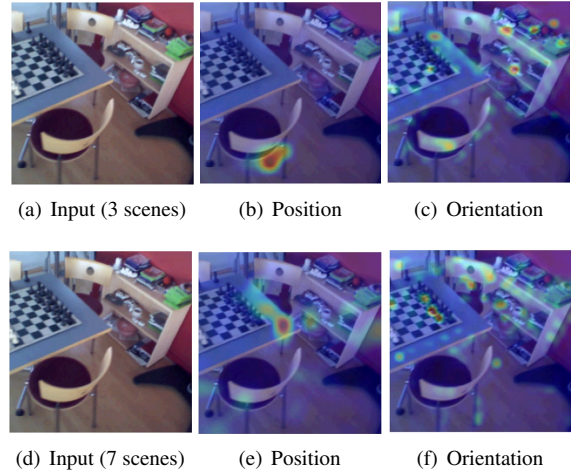 (a) Input (3 scenes) (b) Position (c) Orientation
(d) Input (7 scenes) (e) Position (f) Orientation